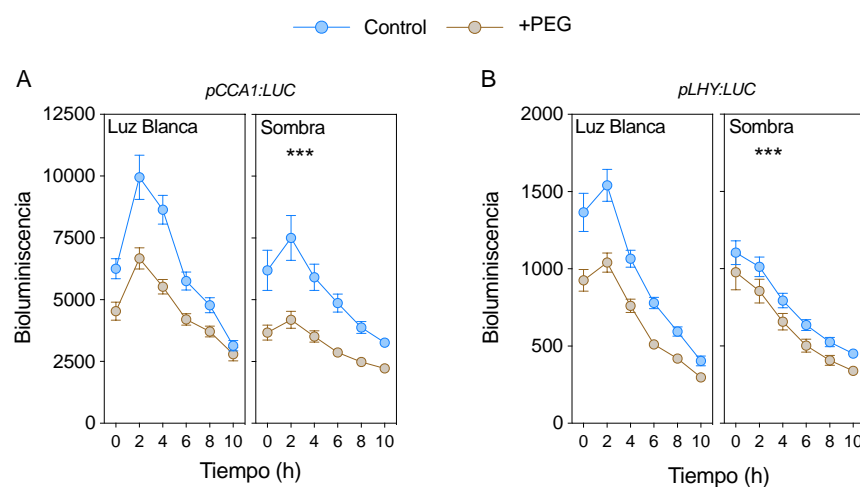 Control +PEG
A
pCCA1:LUC
Bioluminiscencia
12500
10000
7500
5000
2500
0
Luz Blanca
Sombra
***
0 2 4 6 8 10
0 2 4 6 8 10
Tiempo (h)
B
pLHY:LUC
Bioluminiscencia
2000
1500
1000
500
0
Luz Blanca
Sombra
***
0 2 4 6 8 10
0 2 4 6 8 10
Tiempo (h)